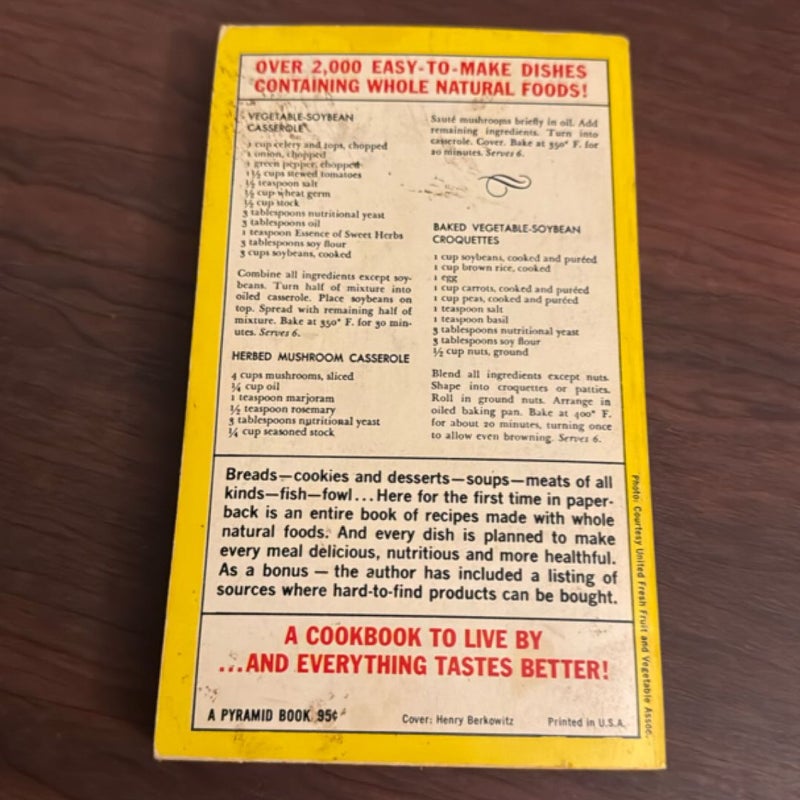 OVER 2,000 EASY-TO-MAKE DISHES
CONTAINING WHOLE NATURAL FOODS!
VEGETABLE-SOYBEAN
CASSEROLE
1 cup celery and tops, chopped
1 onion, chopped
1 green pepper, chopped
1½ cups stewed tomatoes
½ teaspoon salt
½ cup wheat germ
½ cup stock
3 tablespoons nutritional yeast
3 tablespoons oil
1 teaspoon Essence of Sweet Herbs
3 tablespoons soy flour
3 cups soybeans, cooked
Combine all ingredients except soy-
beans. Turn half of mixture into
oiled casserole. Place soybeans on
top. Spread with remaining half of
mixture. Bake at 350° F. for 30 min-
utes. Serves 6.
HERBED MUSHROOM CASSEROLE
4 cups mushrooms, sliced
¼ cup oil
1 teaspoon marjoram
½ teaspoon rosemary
3 tablespoons nutritional yeast
¼ cup seasoned stock
Sauté mushrooms briefly in oil. Add
remaining ingredients. Turn into
casserole. Cover. Bake at 350° F. for
20 minutes. Serves 6.
BAKED VEGETABLE-SOYBEAN
CROQUETTES
1 cup soybeans, cooked and puréed
1 cup brown rice, cooked
1 egg
1 cup carrots, cooked and puréed
1 cup peas, cooked and puréed
1 teaspoon salt
1 teaspoon basil
3 tablespoons nutritional yeast
3 tablespoons soy flour
½ cup nuts, ground
Blend all ingredients except nuts.
Shape into croquettes or patties.
Roll in ground nuts. Arrange in
oiled baking pan. Bake at 400° F.
for about 20 minutes, turning once
to allow even browning. Serves 6.
Breads—cookies and desserts—soups—meats of all
kinds—fish—fowl...Here for the first time in paper-
back is an entire book of recipes made with whole
natural foods. And every dish is planned to make
every meal delicious, nutritious and more healthful.
As a bonus — the author has included a listing of
sources where hard-to-find products can be bought.
A COOKBOOK TO LIVE BY
...AND EVERYTHING TASTES BETTER!
A PYRAMID BOOK 95¢
Cover: Henry Berkowitz
Printed in U.S.A.
Photo: Courtesy United Fresh Fruit and Vegetable Assoc.